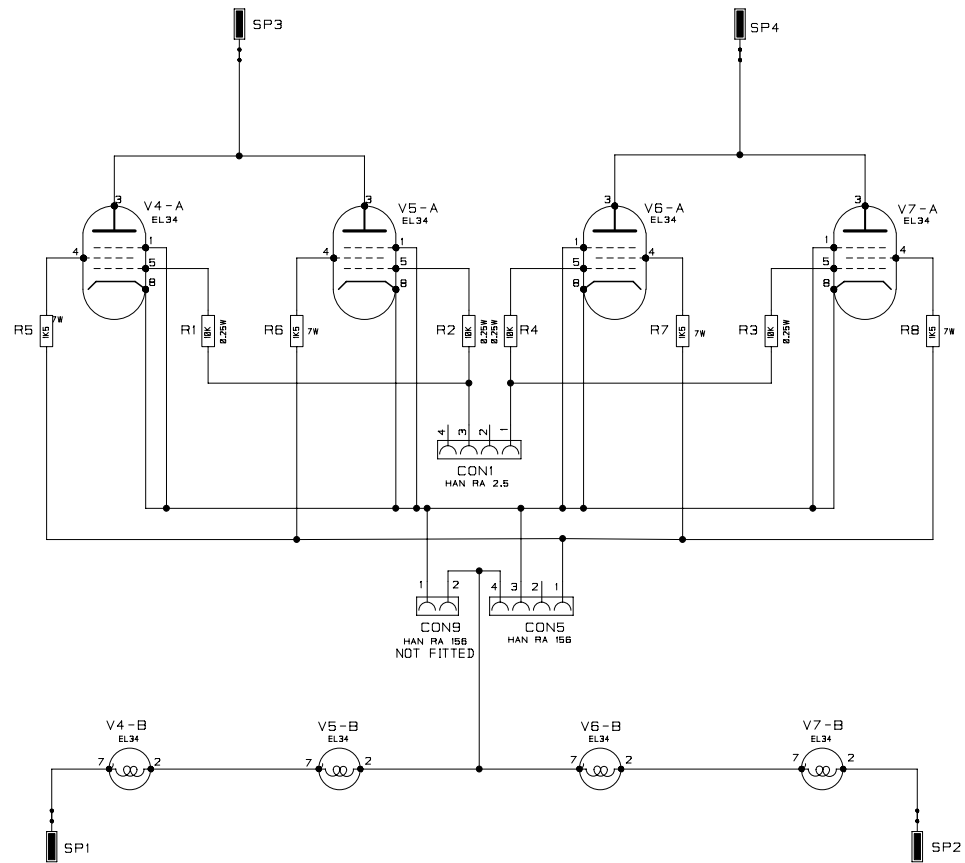 SP3
SP4
3
3
3
3
V4-A
EL34
V5-A
EL34
V6-A
EL34
V7-A
EL34
4
1
5
8
4
1
5
8
1
5
8
4
1
5
8
4
R5
1K5
7W
R1
10K
0.25W
R6
1K5
7W
R2
10K
0.25W
0.25W
10K
R4
R7
1K5
7W
R3
10K
0.25W
R8
1K5
7W
4
3
2
1
CON1
HAN RA 2.5
1
2
4
3
2
1
CON9
HAN RA 156
NOT FITTED
CON5
HAN RA 156
V4-B
EL34
V5-B
EL34
V6-B
EL34
V7-B
EL34
7
2
7
2
7
2
7
2
SP1
SP2